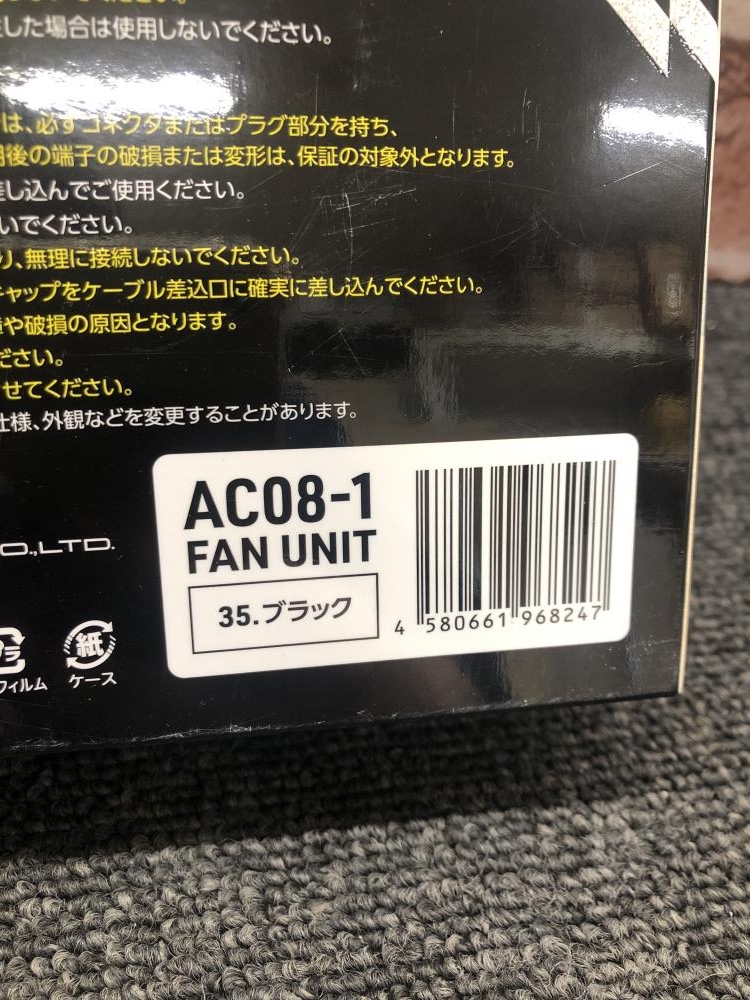 した場合は使用しないでください。
は、必ずコネクタまたはプラグ部分を持ち、
用後の端子の破損または変形は、保証の対象外となります。
差し込んでご使用ください。
いでください。
り、無理に接続しないでください。
キャップをケーブル差込口に確実に差し込んでください。
や破損の原因となります。
ださい。
せてください。
仕様、外観などを変更することがあります。
AC08-1
FAN UNIT
35.ブラック
4 580661 968247
O.,LTD.
プラ
フィルム
紙
ケース